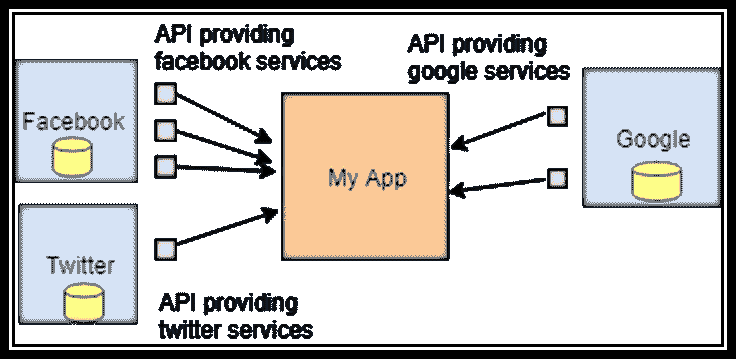 API providing
facebook services
API providing
google services
Facebook
My App
Google
Twitter
API providing
twitter services